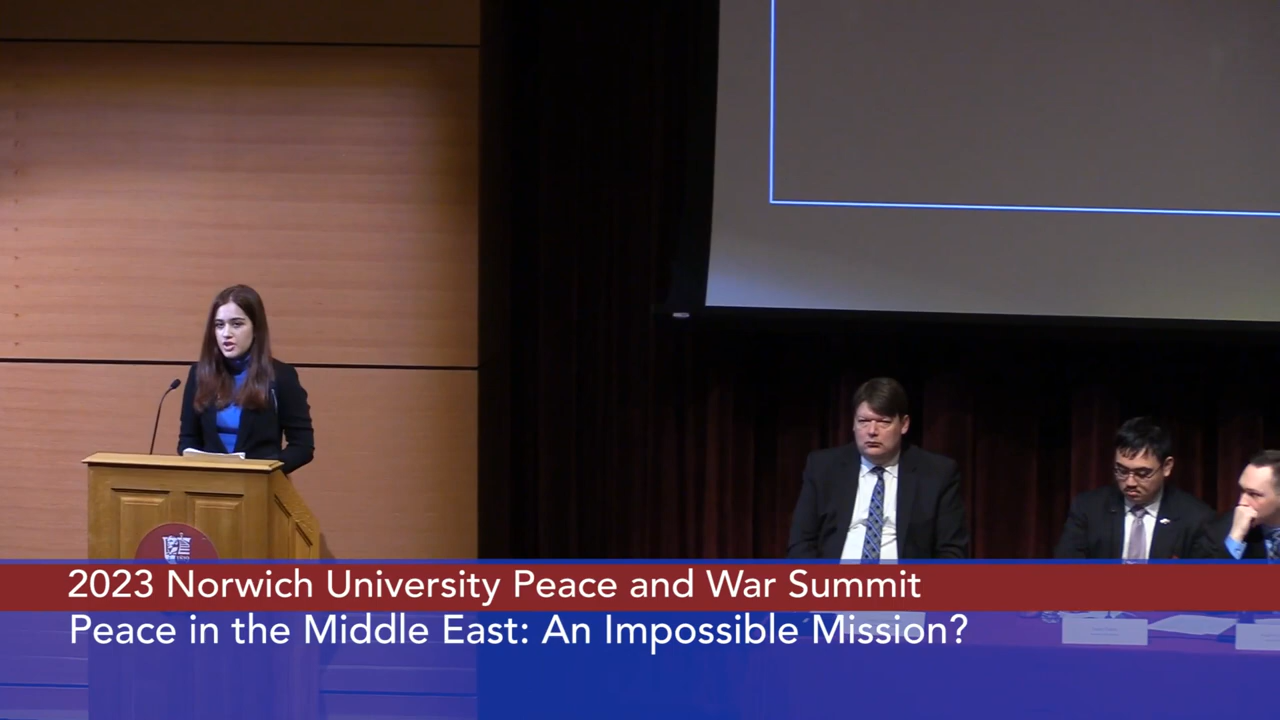 2023 Norwich University Peace and War Summit
Peace in the Middle East: An Impossible Mission?